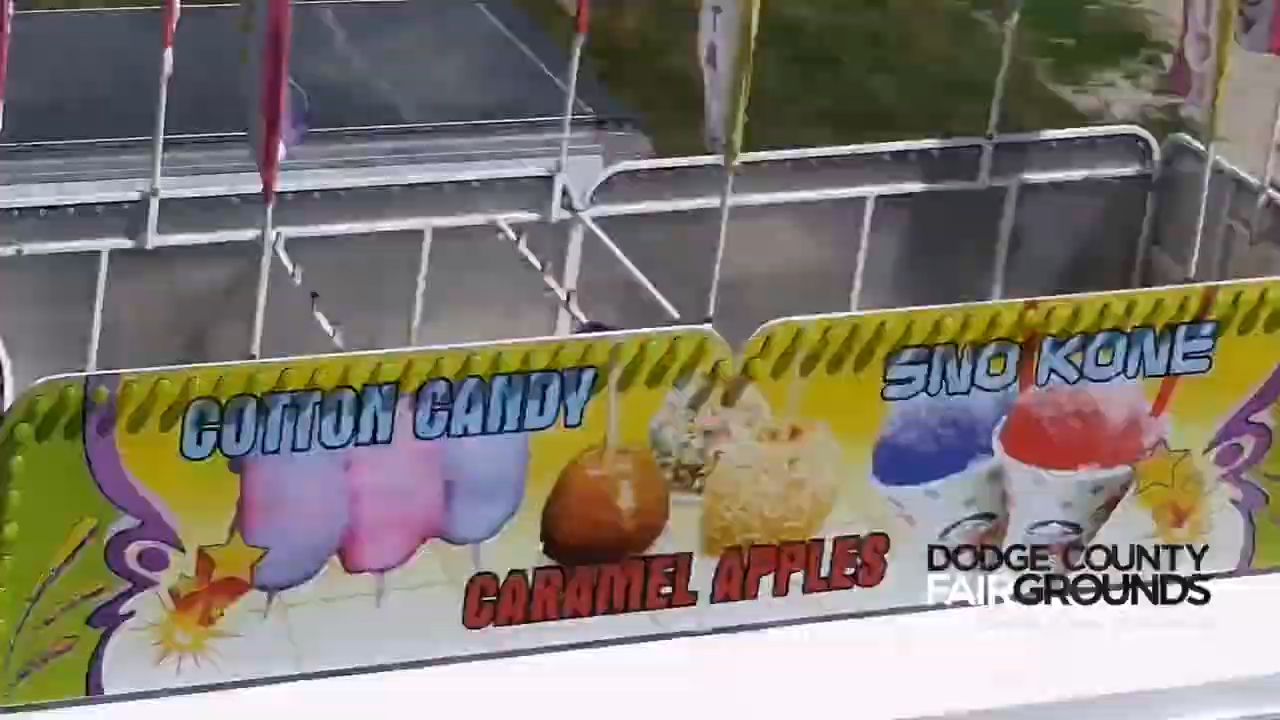 COTTON CANDY
CARAMEL APPLES
SNO KONE
DODGE COUNTY
FAIRGROUNDS